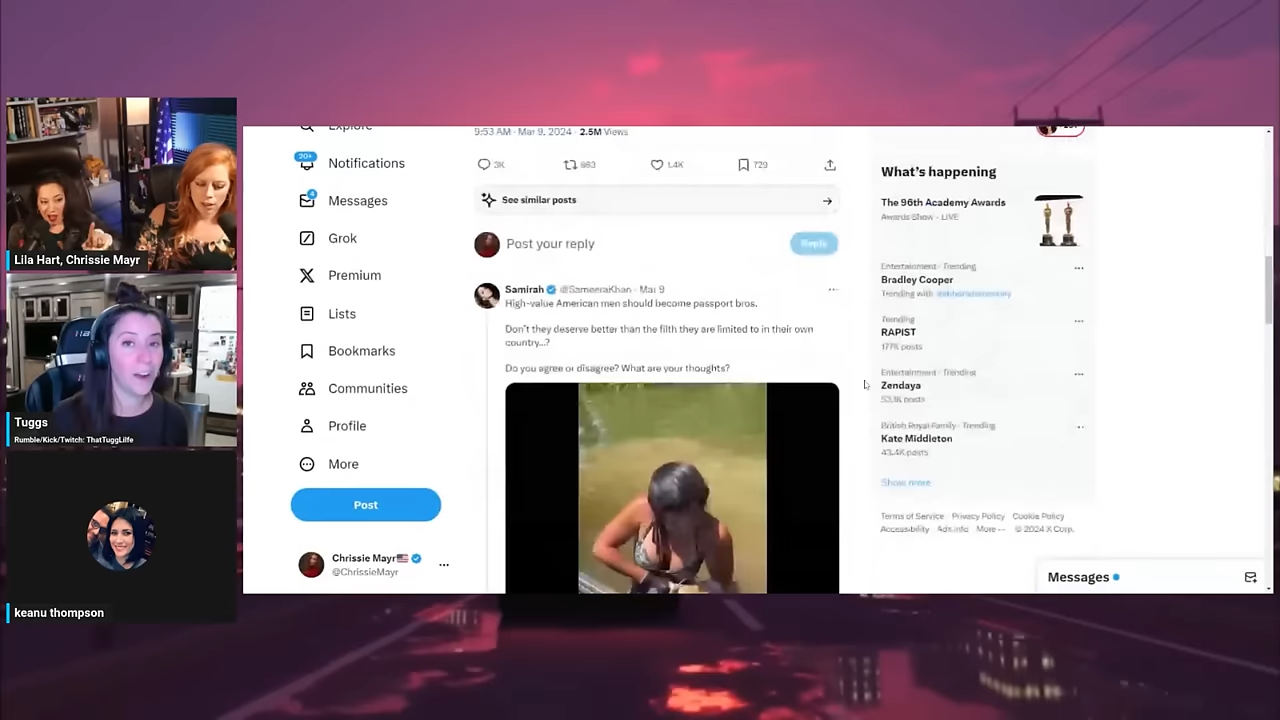 Lila Hart, Chrissie Mayr
Tuggs
Rumble/Kick/Twitch: ThatTuggLiife
keanu thompson
Explore
20+
Notifications
4
Messages
Grok
Premium
Lists
Bookmarks
Communities
Profile
More
Post
Chrissie Mayr
@ChrissieMayr
9:53 AM · Mar 9, 2024 · 2.5M Views
3K
1.4K
729
See similar posts
Post your reply
Reply
Samirah @SameeraKhan · Mar 9
High-value American men should become passport bros.
Don't they deserve better than the filth they are limited to in their own
country...?
Do you agree or disagree? What are your thoughts?
What's happening
The 96th Academy Awards
Awards Show · LIVE
Entertainment · Trending
Bradley Cooper
Trending with
Trending
RAPIST
177K posts
Entertainment · Trending
Zendaya
53.1K posts
British Royal Family · Trending
Kate Middleton
43.4K posts
Show more
Terms of Service Privacy Policy Cookie Policy
Accessibility Ads info More ··· © 2024 X Corp.
Messages